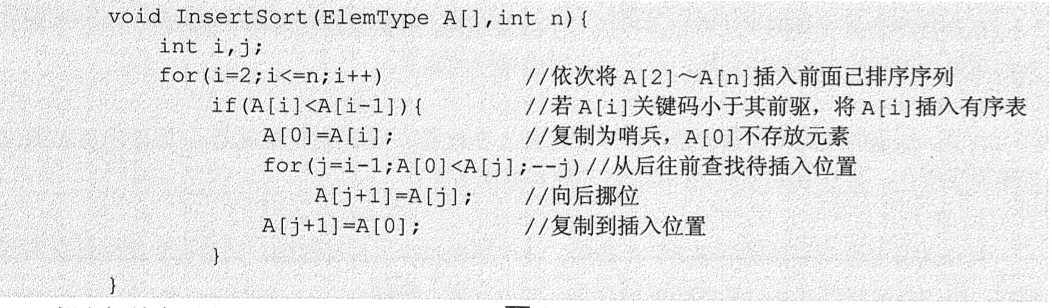 void InsertSort(ElemType A[],int n){
int i,j;
for(i=2;i<=n;i++) //依次将A[2]～A[n]插入前面已排序序列
if(A[i]<A[i-1]){ //若A[i]关键码小于其前驱，将A[i]插入有序表
A[0]=A[i]; //复制为哨兵，A[0]不存放元素
for(j=i-1;A[0]<A[j];--j)//从后往前查找待插入位置
A[j+1]=A[j]; //向后挪位
A[j+1]=A[0]; //复制到插入位置
}
}